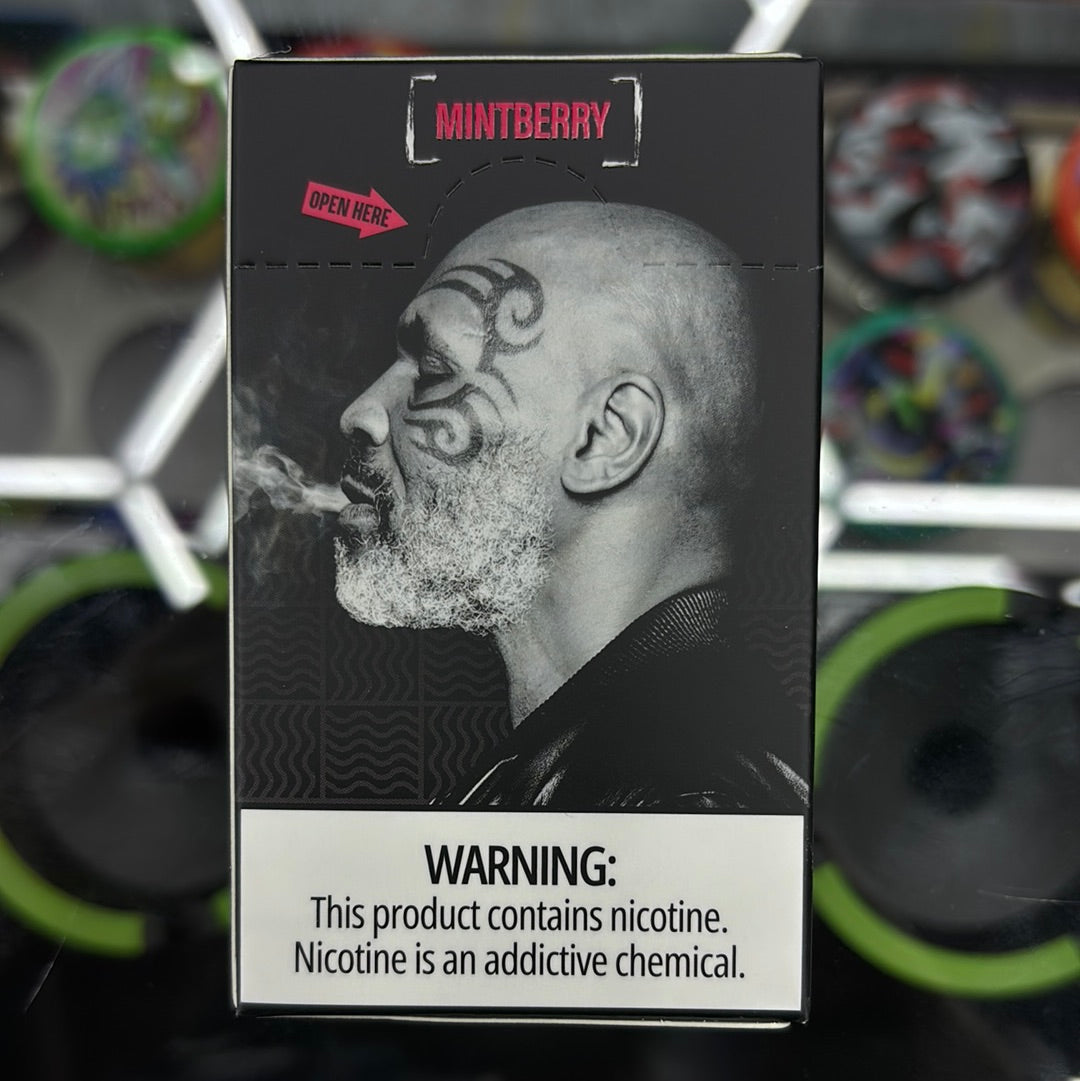 MINTBERRY
OPEN HERE
WARNING:
This product contains nicotine.
Nicotine is an addictive chemical.